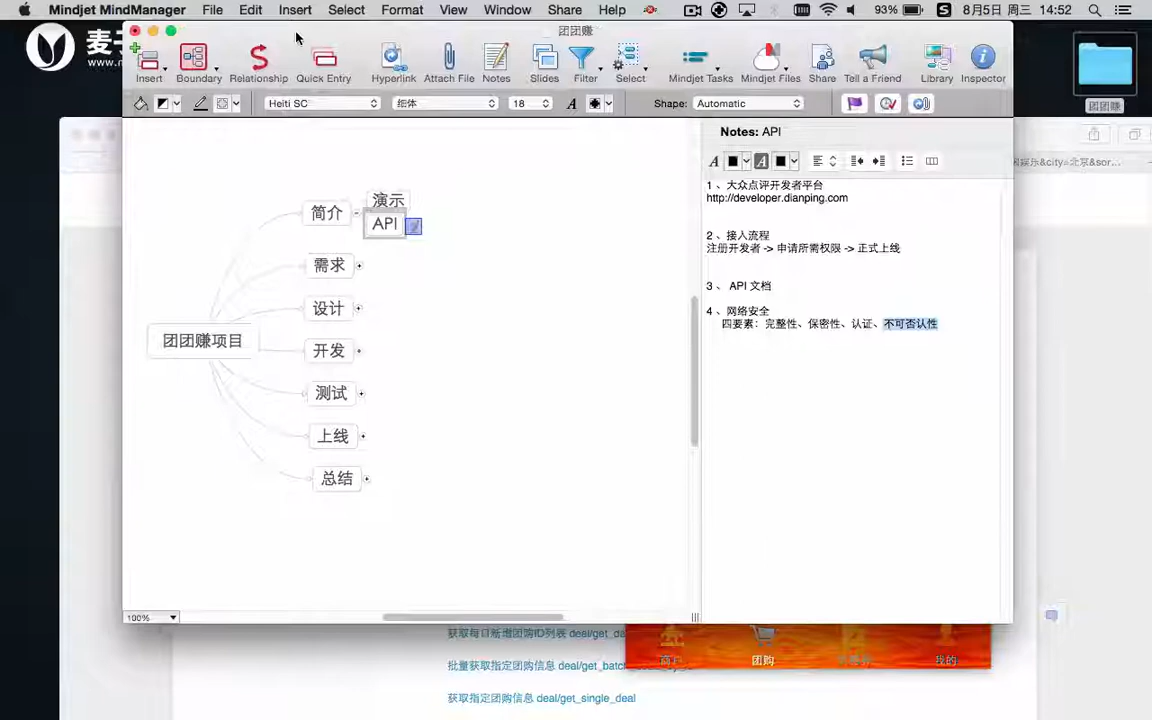 Mindjet MindManager File Edit Insert Select Format View Window Share Help 93% 8月5日 周三 14:52
团团赚
Insert Boundary Relationship Quick Entry Hyperlink Attach File Notes Slides Filter Select Mindjet Tasks Mindjet Files Share Tell a Friend Library Inspector
团团赚
Heiti SC 细体 18 Shape: Automatic
Notes: API
1 、大众点评开发者平台
http://developer.dianping.com
2 、接入流程
注册开发者 -> 申请所需权限 -> 正式上线
3 、 API 文档
4 、网络安全
四要素：完整性、保密性、认证、不可否认性
演示
简介
API
需求
设计
团团赚项目
开发
测试
上线
总结
100%
娱乐&city=北京&sor...
获取每日新增团购ID列表 deal/get_da
团购
我的
批量获取指定团购信息 deal/get_batch
获取指定团购信息 deal/get_single_deal